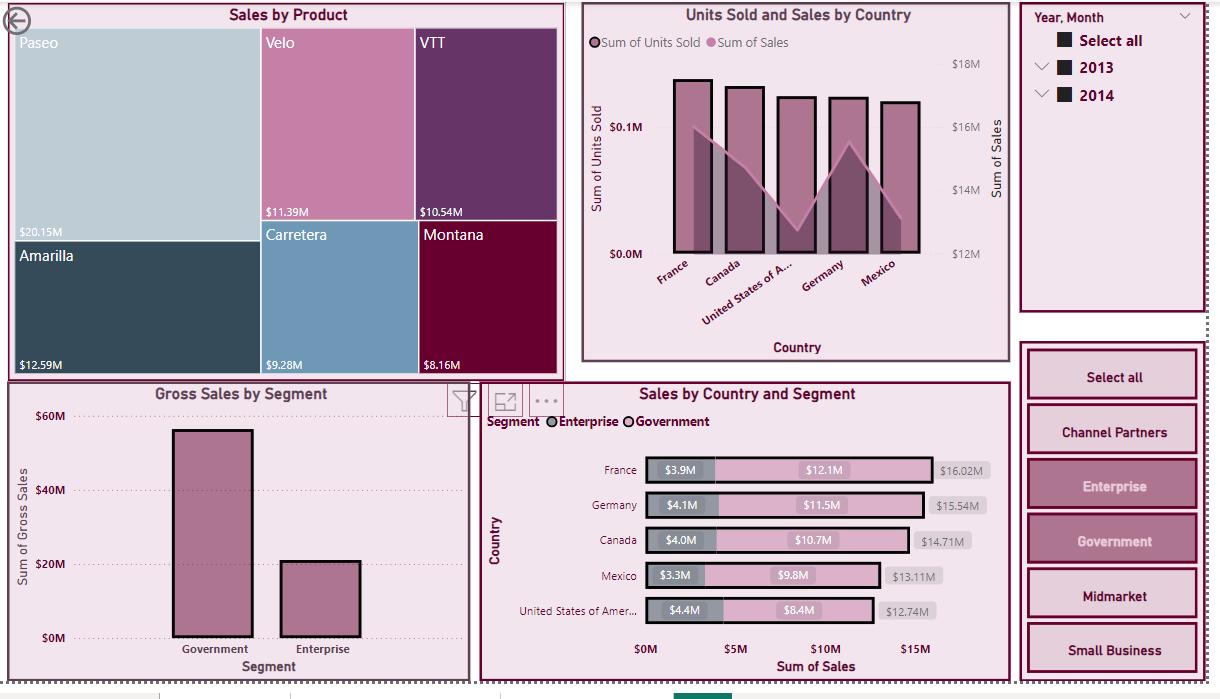 Sales by Product
Paseo
$20.15M
Velo
$11.39M
VTT
$10.54M
Amarilla
$12.59M
Carretera
$9.28M
Montana
$8.16M
Units Sold and Sales by Country
Sum of Units Sold Sum of Sales
Sum of Units Sold
$0.1M
$0.0M
$18M
$16M
$14M
$12M
Sum of Sales
France
Canada
United States of A...
Germany
Mexico
Country
Year, Month
Select all
2013
2014
Gross Sales by Segment
Sum of Gross Sales
$60M
$40M
$20M
$0M
Government
Enterprise
Segment
Sales by Country and Segment
Segment Enterprise Government
Country
France $3.9M $12.1M $16.02M
Germany $4.1M $11.5M $15.54M
Canada $4.0M $10.7M $14.71M
Mexico $3.3M $9.8M $13.11M
United States of Amer... $4.4M $8.4M $12.74M
$0M $5M $10M $15M
Sum of Sales
Select all
Channel Partners
Enterprise
Government
Midmarket
Small Business